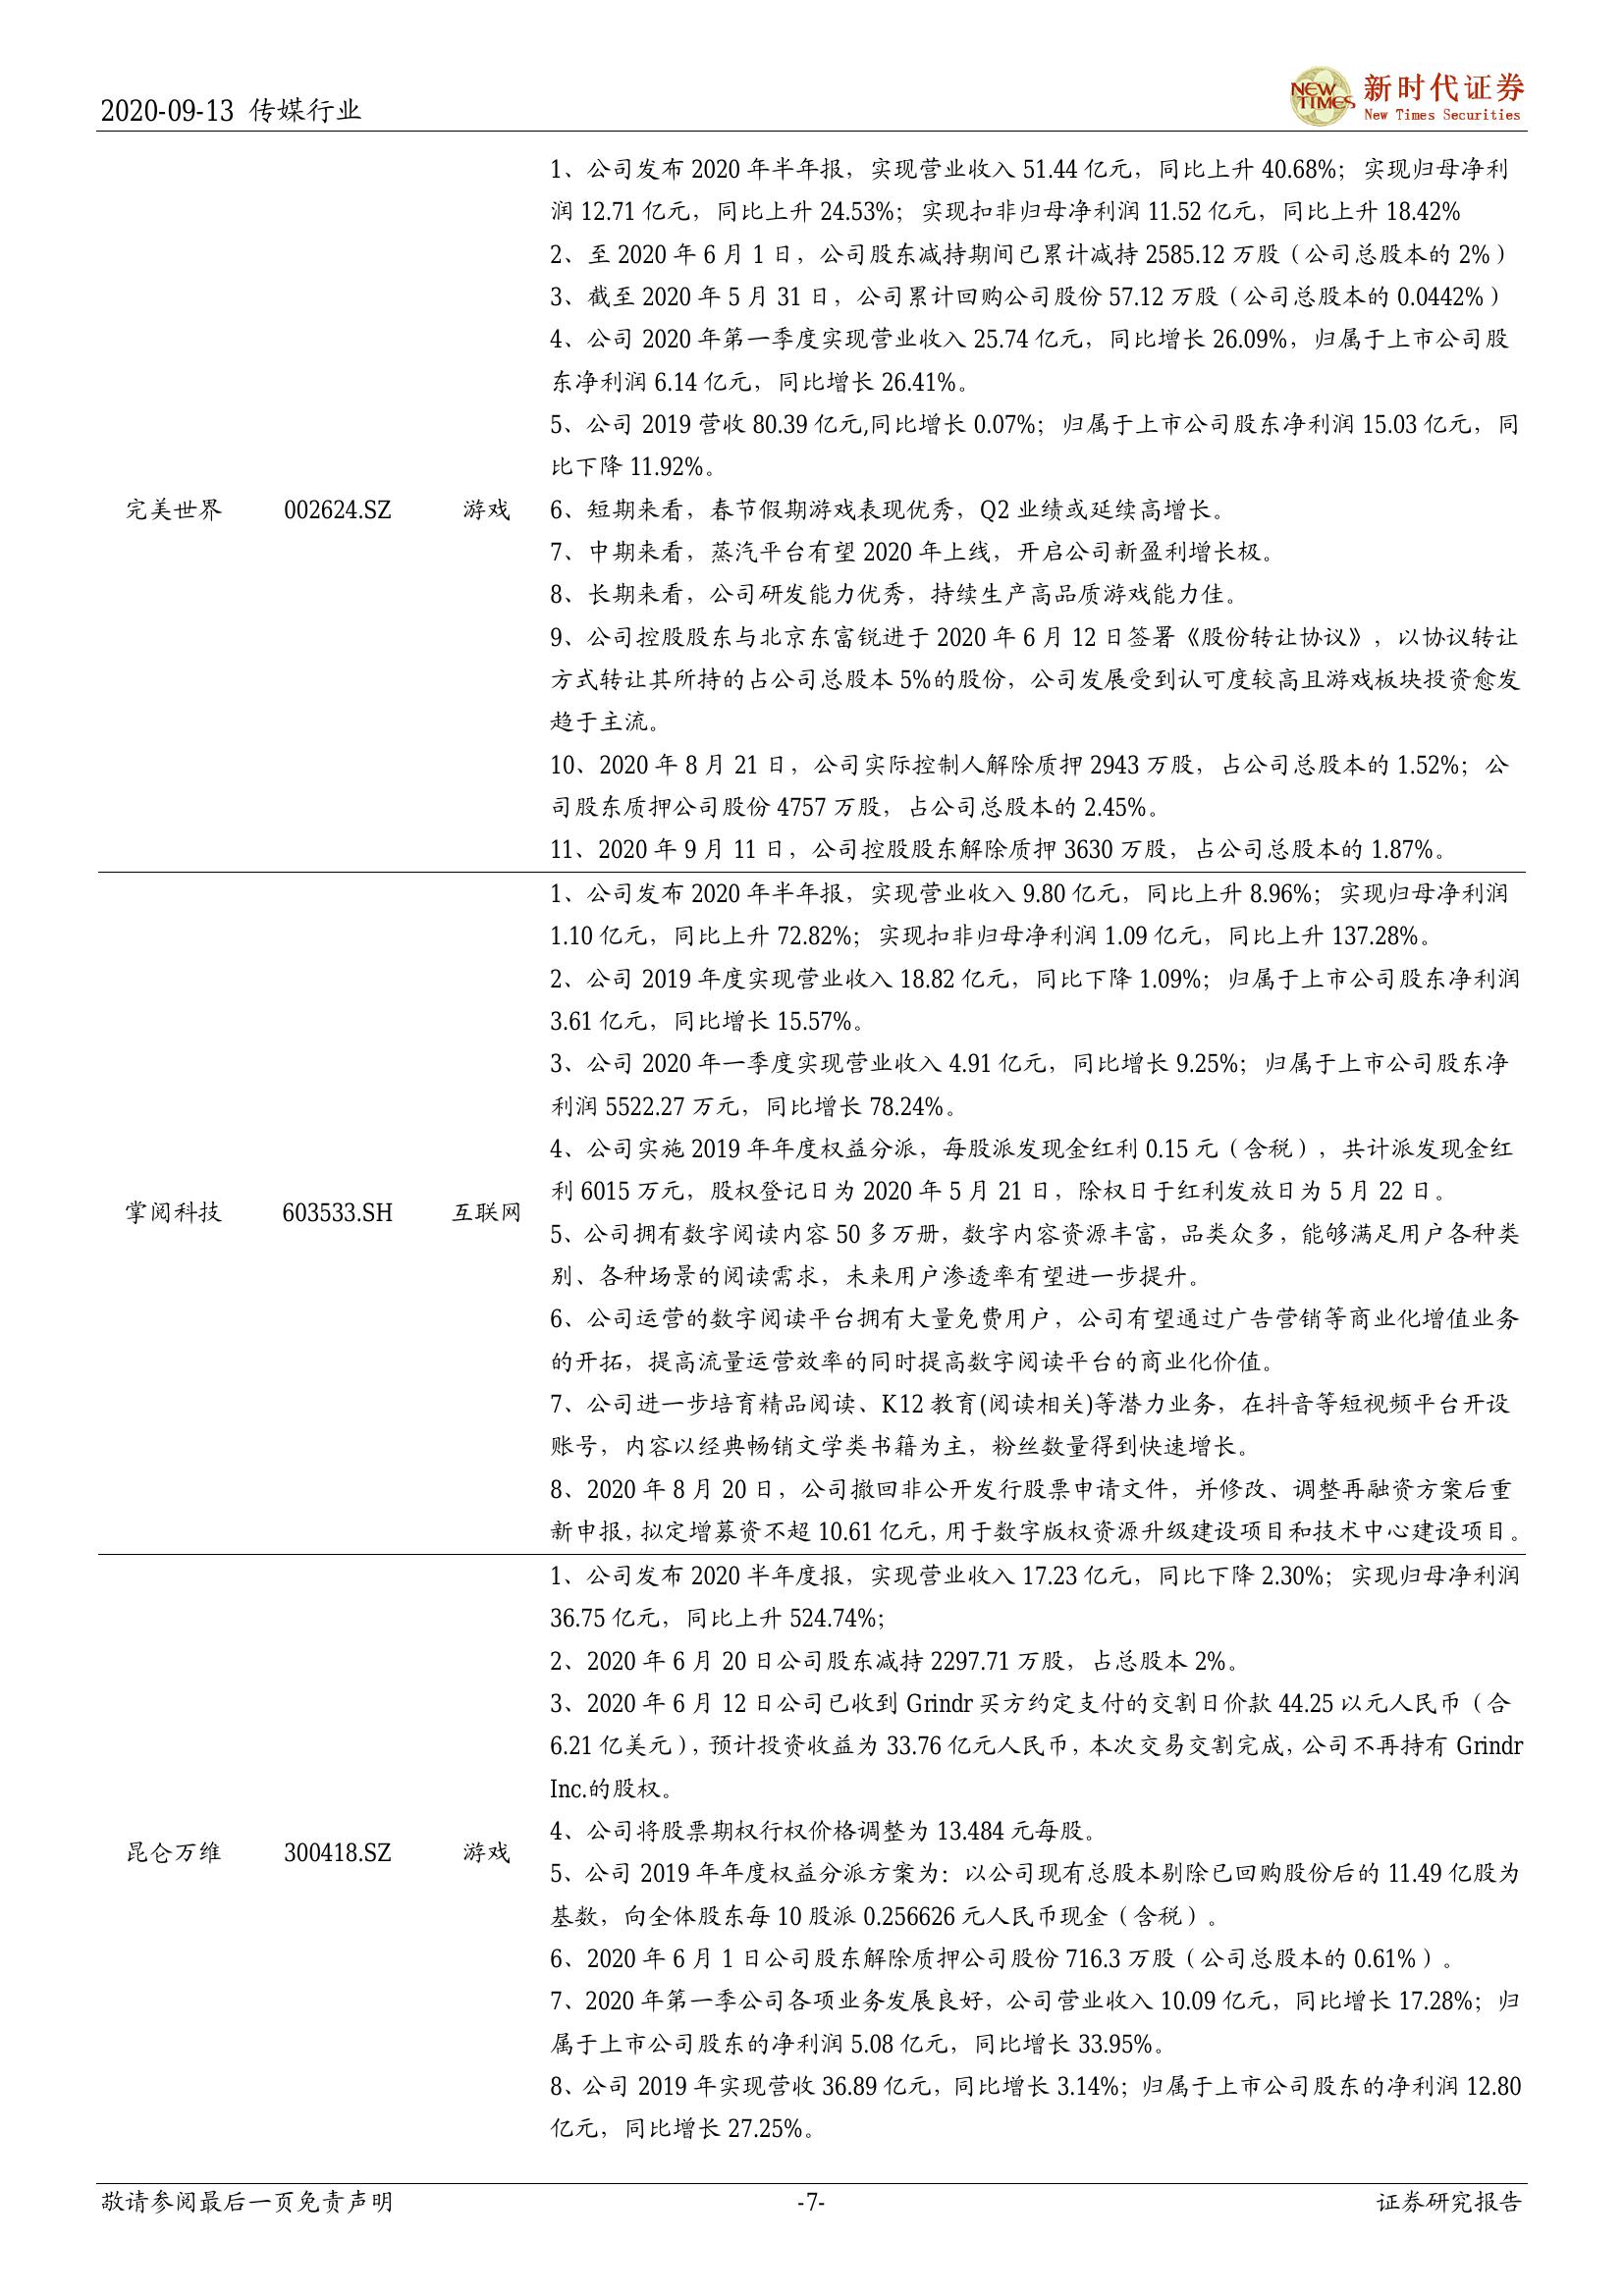 2020-09-13 传媒行业
NEW TIMES
新时代证券
New Times Securities
1、公司发布 2020 年半年报，实现营业收入 51.44 亿元，同比上升 40.68%；实现归母净利
润 12.71 亿元，同比上升 24.53%；实现扣非归母净利润 11.52 亿元，同比上升 18.42%
2、至 2020 年 6 月 1 日，公司股东减持期间已累计减持 2585.12 万股（公司总股本的 2%）
3、截至 2020 年 5 月 31 日，公司累计回购公司股份 57.12 万股（公司总股本的 0.0442%）
4、公司 2020 年第一季度实现营业收入 25.74 亿元，同比增长 26.09%，归属于上市公司股
东净利润 6.14 亿元，同比增长 26.41%。
5、公司 2019 营收 80.39 亿元,同比增长 0.07%；归属于上市公司股东净利润 15.03 亿元，同
比下降 11.92%。
完美世界 002624.SZ 游戏 6、短期来看，春节假期游戏表现优秀，Q2 业绩或延续高增长。
7、中期来看，蒸汽平台有望 2020 年上线，开启公司新盈利增长极。
8、长期来看，公司研发能力优秀，持续生产高品质游戏能力佳。
9、公司控股股东与北京东富锐进于 2020 年 6 月 12 日签署《股份转让协议》，以协议转让
方式转让其所持的占公司总股本 5%的股份，公司发展受到认可度较高且游戏板块投资愈发
趋于主流。
10、2020 年 8 月 21 日，公司实际控制人解除质押 2943 万股，占公司总股本的 1.52%；公
司股东质押公司股份 4757 万股，占公司总股本的 2.45%。
11、2020 年 9 月 11 日，公司控股股东解除质押 3630 万股，占公司总股本的 1.87%。
1、公司发布 2020 年半年报，实现营业收入 9.80 亿元，同比上升 8.96%；实现归母净利润
1.10 亿元，同比上升 72.82%；实现扣非归母净利润 1.09 亿元，同比上升 137.28%。
2、公司 2019 年度实现营业收入 18.82 亿元，同比下降 1.09%；归属于上市公司股东净利润
3.61 亿元，同比增长 15.57%。
3、公司 2020 年一季度实现营业收入 4.91 亿元，同比增长 9.25%；归属于上市公司股东净
利润 5522.27 万元，同比增长 78.24%。
4、公司实施 2019 年年度权益分派，每股派发现金红利 0.15 元（含税），共计派发现金红
利 6015 万元，股权登记日为 2020 年 5 月 21 日，除权日于红利发放日为 5 月 22 日。
掌阅科技 603533.SH 互联网
5、公司拥有数字阅读内容 50 多万册，数字内容资源丰富，品类众多，能够满足用户各种类
别、各种场景的阅读需求，未来用户渗透率有望进一步提升。
6、公司运营的数字阅读平台拥有大量免费用户，公司有望通过广告营销等商业化增值业务
的开拓，提高流量运营效率的同时提高数字阅读平台的商业化价值。
7、公司进一步培育精品阅读、K12 教育(阅读相关)等潜力业务，在抖音等短视频平台开设
账号，内容以经典畅销文学类书籍为主，粉丝数量得到快速增长。
8、2020 年 8 月 20 日，公司撤回非公开发行股票申请文件，并修改、调整再融资方案后重
新申报，拟定增募资不超 10.61 亿元，用于数字版权资源升级建设项目和技术中心建设项目。
1、公司发布 2020 半年度报，实现营业收入 17.23 亿元，同比下降 2.30%；实现归母净利润
36.75 亿元，同比上升 524.74%；
2、2020 年 6 月 20 日公司股东减持 2297.71 万股，占总股本 2%。
3、2020 年 6 月 12 日公司已收到 Grindr 买方约定支付的交割日价款 44.25 以元人民币（合
6.21 亿美元），预计投资收益为 33.76 亿元人民币，本次交易交割完成，公司不再持有 Grindr
Inc.的股权。
4、公司将股票期权行权价格调整为 13.484 元每股。
昆仑万维 300418.SZ 游戏
5、公司 2019 年年度权益分派方案为：以公司现有总股本剔除已回购股份后的 11.49 亿股为
基数，向全体股东每 10 股派 0.256626 元人民币现金（含税）。
6、2020 年 6 月 1 日公司股东解除质押公司股份 716.3 万股（公司总股本的 0.61%）。
7、2020 年第一季公司各项业务发展良好，公司营业收入 10.09 亿元，同比增长 17.28%；归
属于上市公司股东的净利润 5.08 亿元，同比增长 33.95%。
8、公司 2019 年实现营收 36.89 亿元，同比增长 3.14%；归属于上市公司股东的净利润 12.80
亿元，同比增长 27.25%。
敬请参阅最后一页免责声明 -7- 证券研究报告